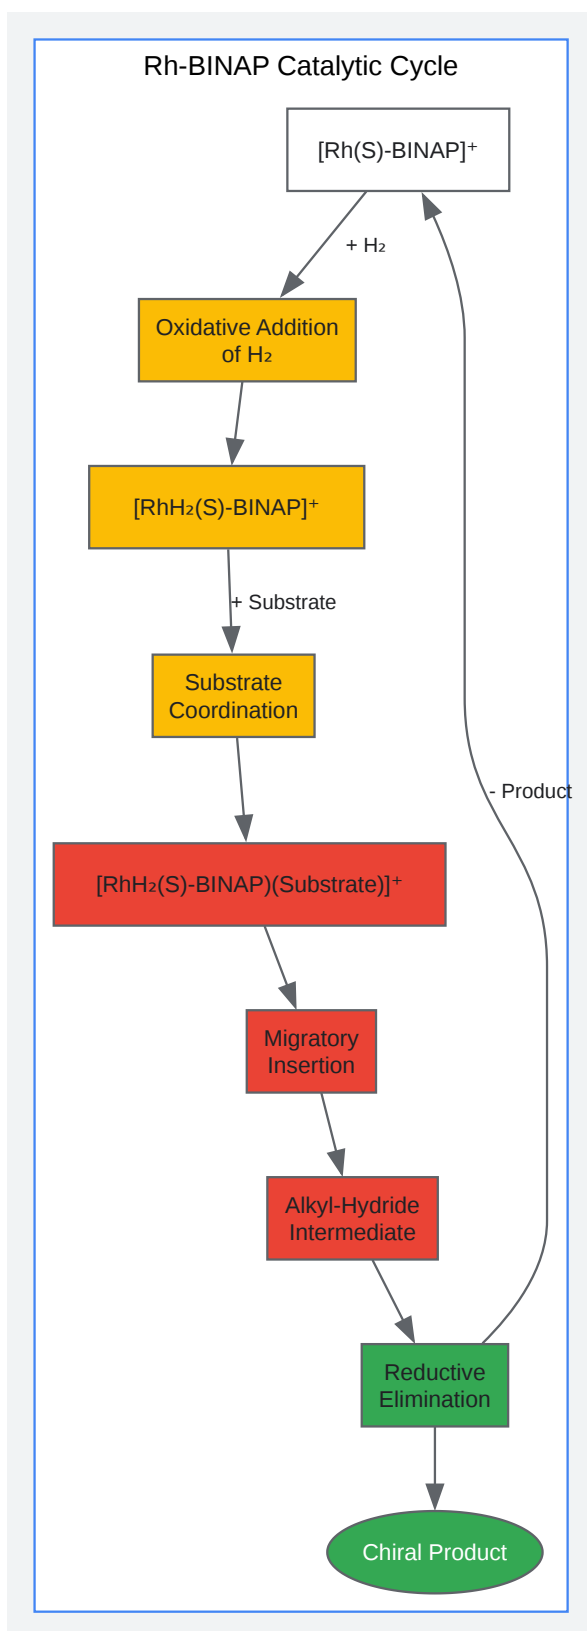 Rh-BINAP Catalytic Cycle
[Rh(S)-BINAP]⁺
+ H₂
Oxidative Addition
of H₂
[RhH₂(S)-BINAP]⁺
+ Substrate
Substrate
Coordination
- Product
[RhH₂(S)-BINAP)(Substrate)]⁺
Migratory
Insertion
Alkyl-Hydride
Intermediate
Reductive
Elimination
Chiral Product